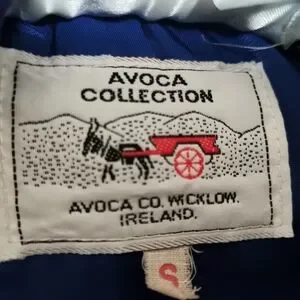 AVOCA
COLLECTION
AVOCA CO. WICKLOW.
IRELAND.
S